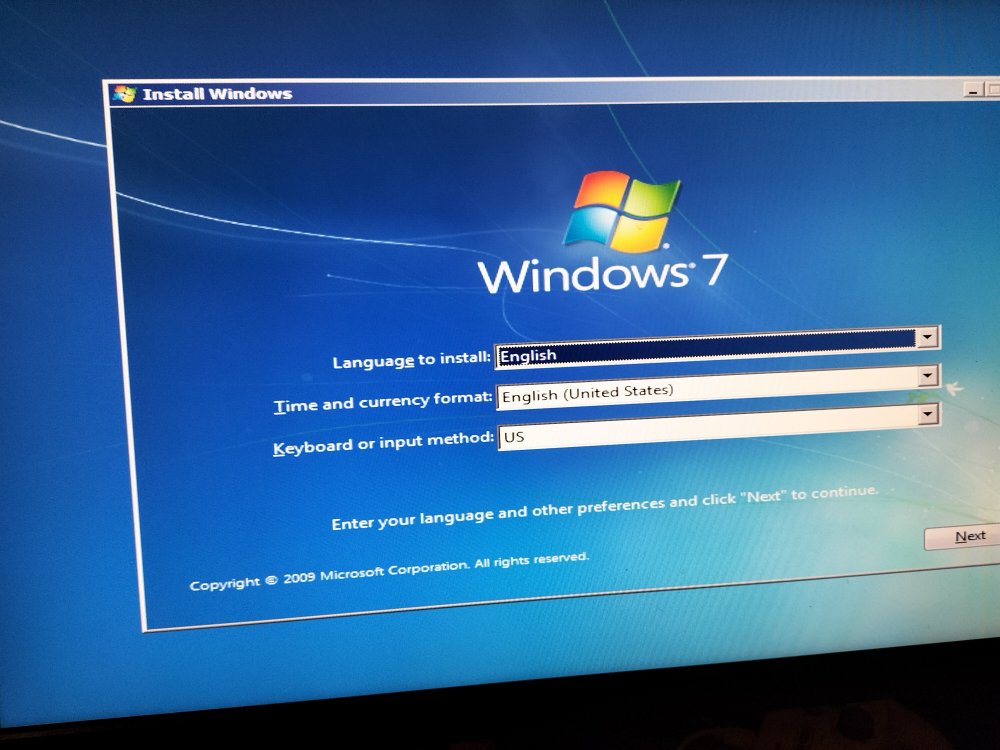 Install Windows
Windows® 7
Language to install: English
Time and currency format: English (United States)
Keyboard or input method: US
Enter your language and other preferences and click "Next" to continue.
Next
Copyright © 2009 Microsoft Corporation. All rights reserved.